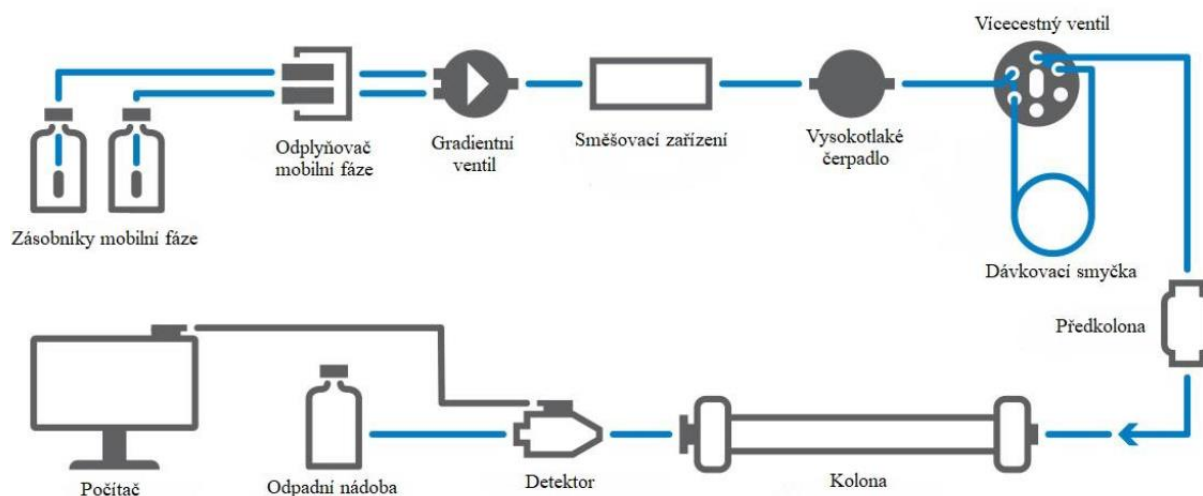 Vícecestný ventil
Odplyňovač
mobilní fáze
Gradientní
ventil
Směšovací zařízení
Vysokotlaké
čerpadlo
Zásobníky mobilní fáze
Dávkovací smyčka
Předkolona
Počítač
Odpadní nádoba
Detektor
Kolona